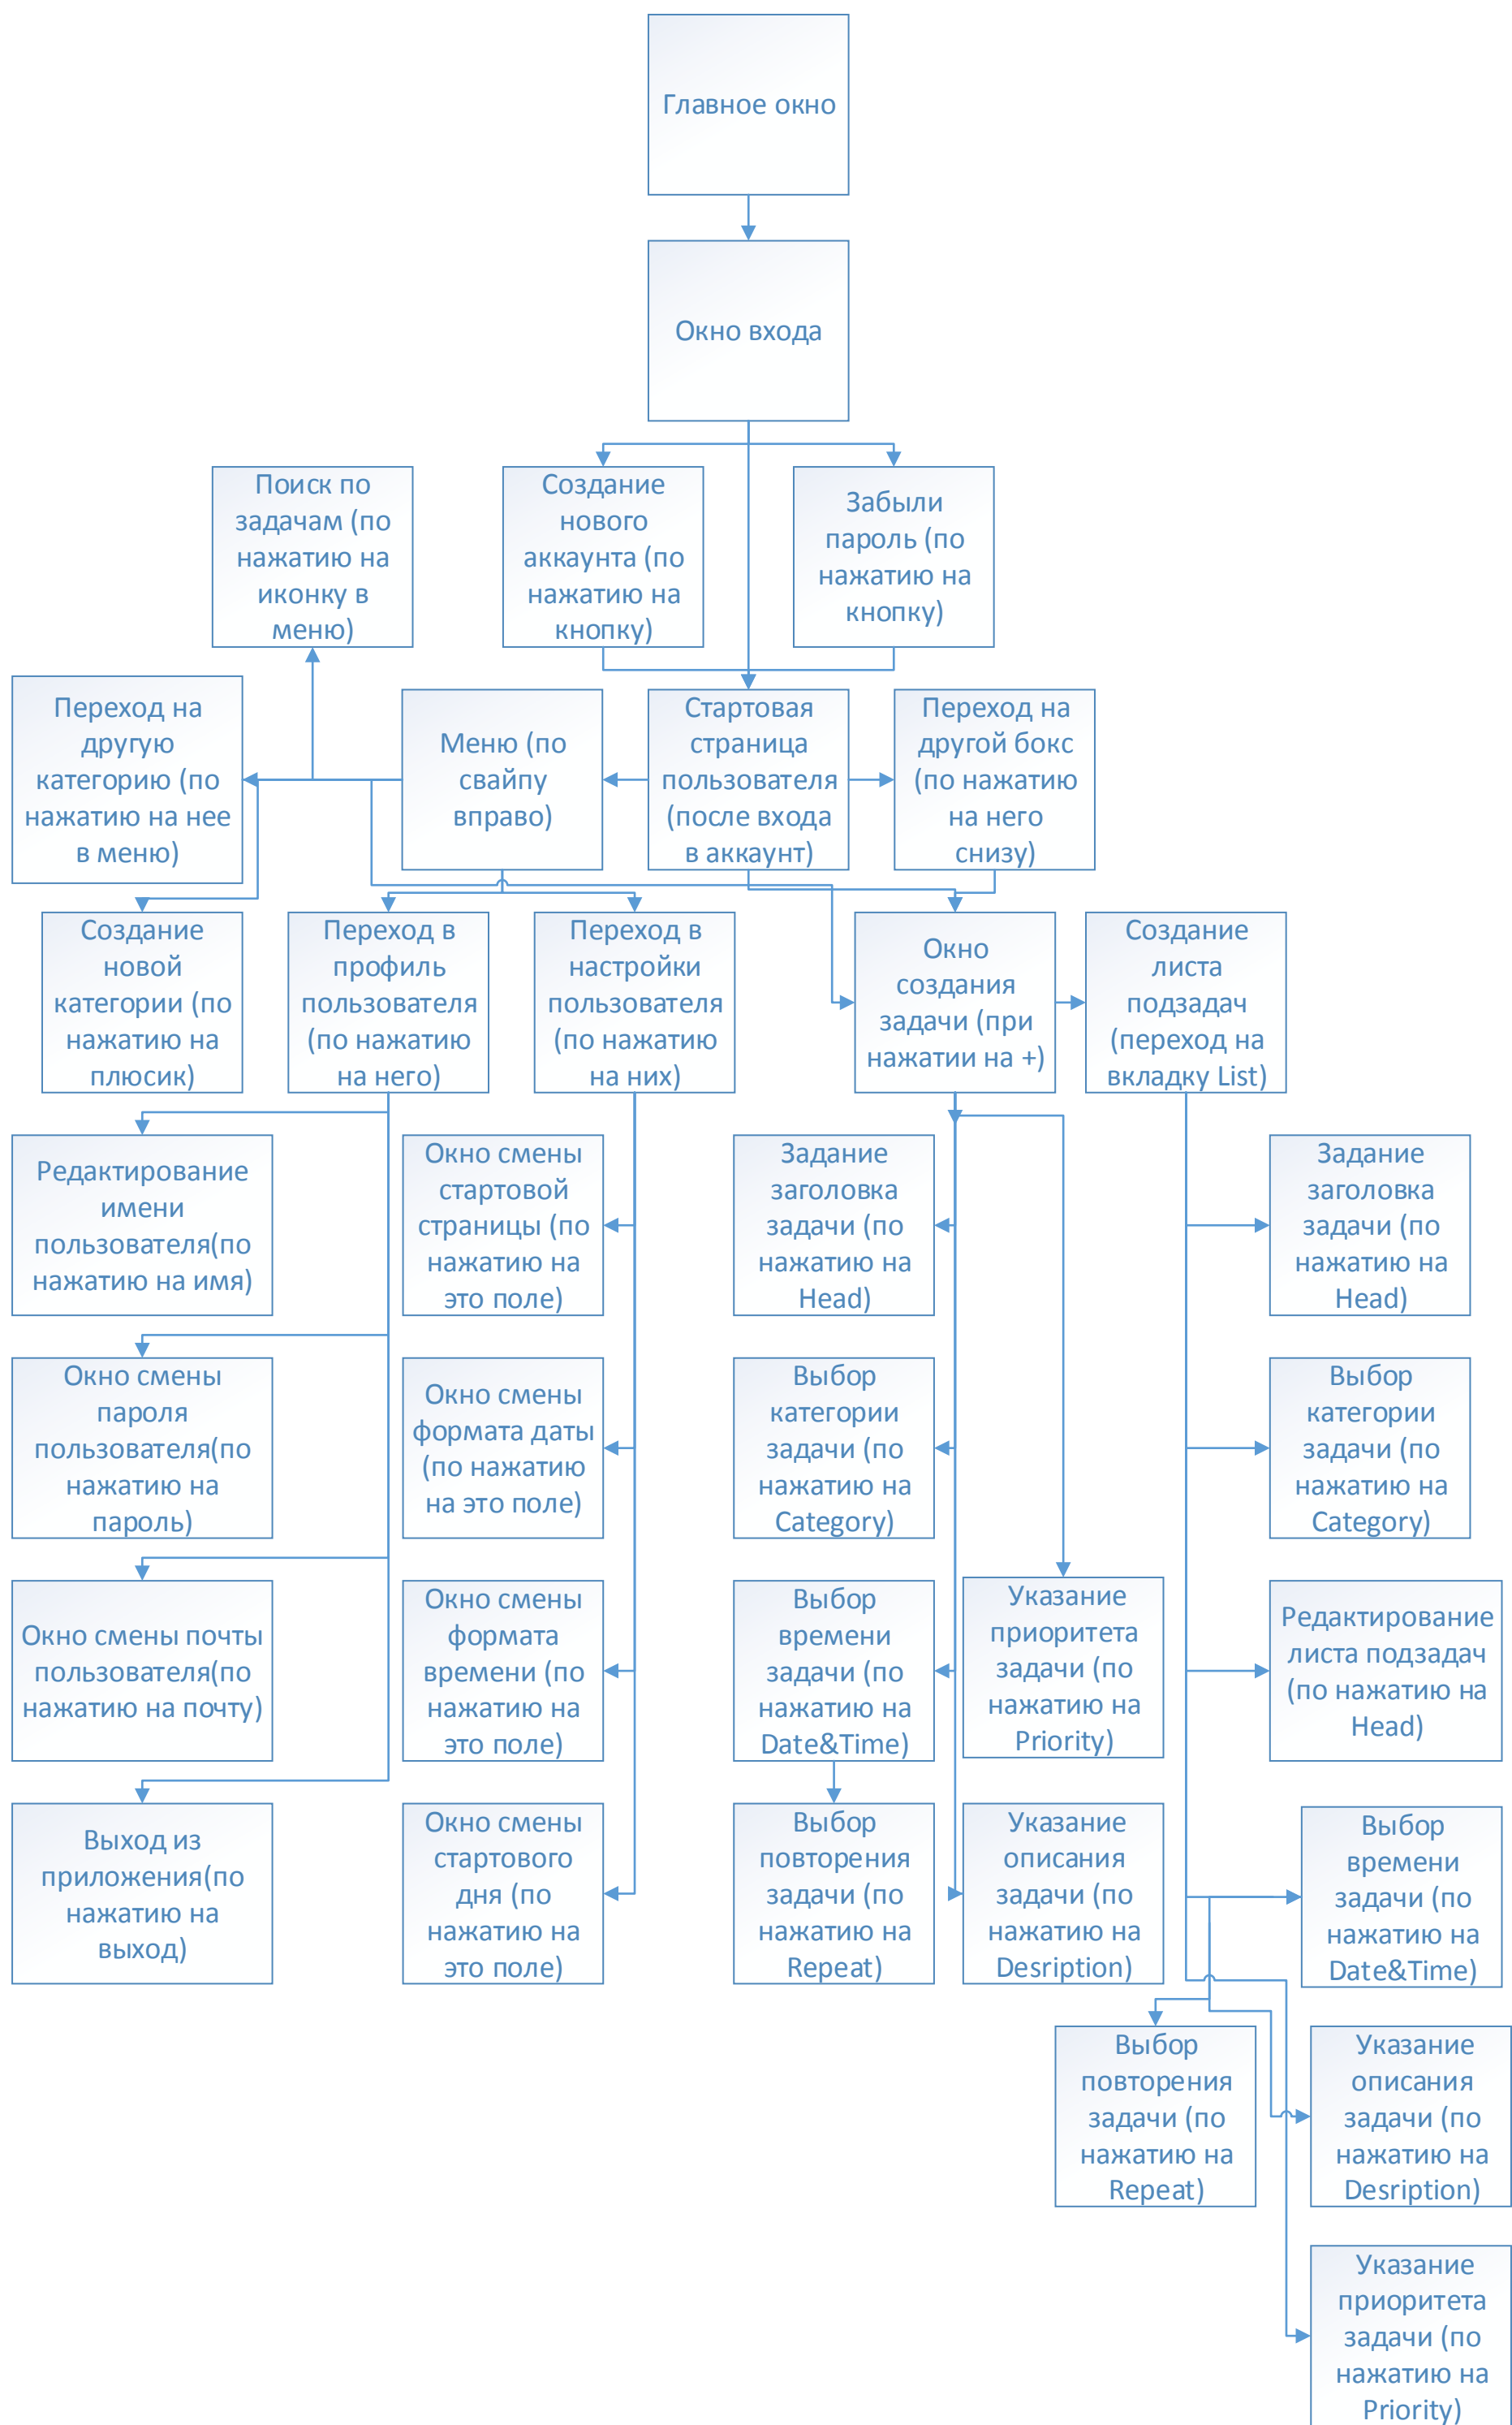 Главное окно
Окно входа
Поиск по
задачам (по
нажатию на
иконку в
меню)
Создание
нового
аккаунта (по
нажатию на
кнопку)
Забыли
пароль (по
нажатию на
кнопку)
Переход на
другую
категорию (по
нажатию на нее
в меню)
Меню (по
свайпу
вправо)
Стартовая
страница
пользователя
(после входа
в аккаунт)
Переход на
другой бокс
(по нажатию
на него
снизу)
Создание
новой
категории (по
нажатию на
плюсик)
Переход в
профиль
пользователя
(по нажатию
на него)
Переход в
настройки
пользователя
(по нажатию
на них)
Окно
создания
задачи (при
нажатии на +)
Создание
листа
подзадач
(переход на
вкладку List)
Редактирование
имени
пользователя(по
нажатию на имя)
Окно смены
стартовой
страницы (по
нажатию на
это поле)
Задание
заголовка
задачи (по
нажатию на
Head)
Задание
заголовка
задачи (по
нажатию на
Head)
Окно смены
пароля
пользователя(по
нажатию на
пароль)
Окно смены
формата даты
(по нажатию
на это поле)
Выбор
категории
задачи (по
нажатию на
Category)
Выбор
категории
задачи (по
нажатию на
Category)
Окно смены почты
пользователя(по
нажатию на почту)
Окно смены
формата
времени (по
нажатию на
это поле)
Выбор
времени
задачи (по
нажатию на
Date&Time)
Указание
приоритета
задачи (по
нажатию на
Priority)
Редактирование
листа подзадач
(по нажатию на
Head)
Выход из
приложения(по
нажатию на
выход)
Окно смены
стартового
дня (по
нажатию на
это поле)
Выбор
повторения
задачи (по
нажатию на
Repeat)
Указание
описания
задачи (по
нажатию на
Desription)
Выбор
времени
задачи (по
нажатию на
Date&Time)
Выбор
повторения
задачи (по
нажатию на
Repeat)
Указание
описания
задачи (по
нажатию на
Desription)
Указание
приоритета
задачи (по
нажатию на
Priority)